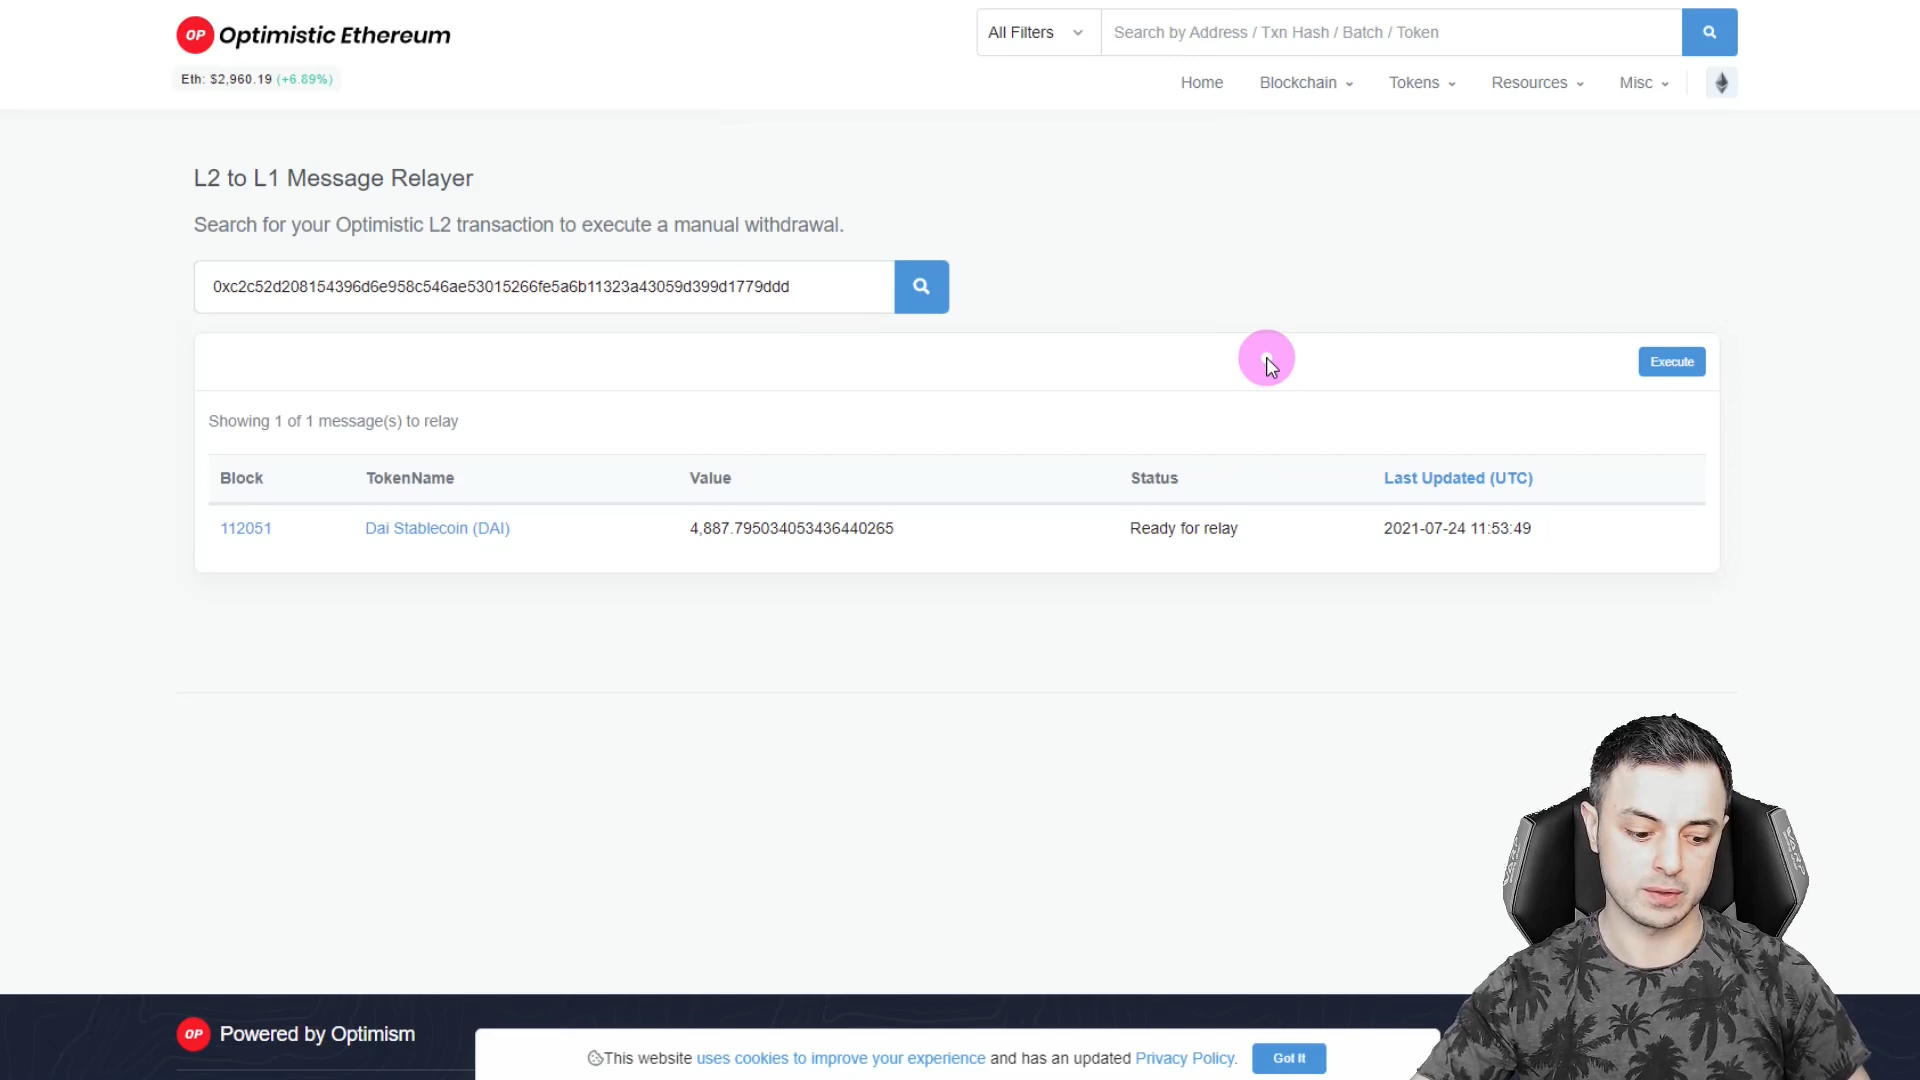 OP Optimistic Ethereum
All Filters
Search by Address / Txn Hash / Batch / Token
Eth: $2,960.19 (+6.89%)
Home Blockchain Tokens Resources Misc
L2 to L1 Message Relayer
Search for your Optimistic L2 transaction to execute a manual withdrawal.
0xc2c52d208154396d6e958c546ae53015266fe5a6b11323a43059d399d1779ddd
Execute
Showing 1 of 1 message(s) to relay
Block TokenName Value Status Last Updated (UTC)
112051 Dai Stablecoin (DAI) 4,887.795034053436440265 Ready for relay 2021-07-24 11:53:49
OP Powered by Optimism
This website uses cookies to improve your experience and has an updated Privacy Policy. Got It